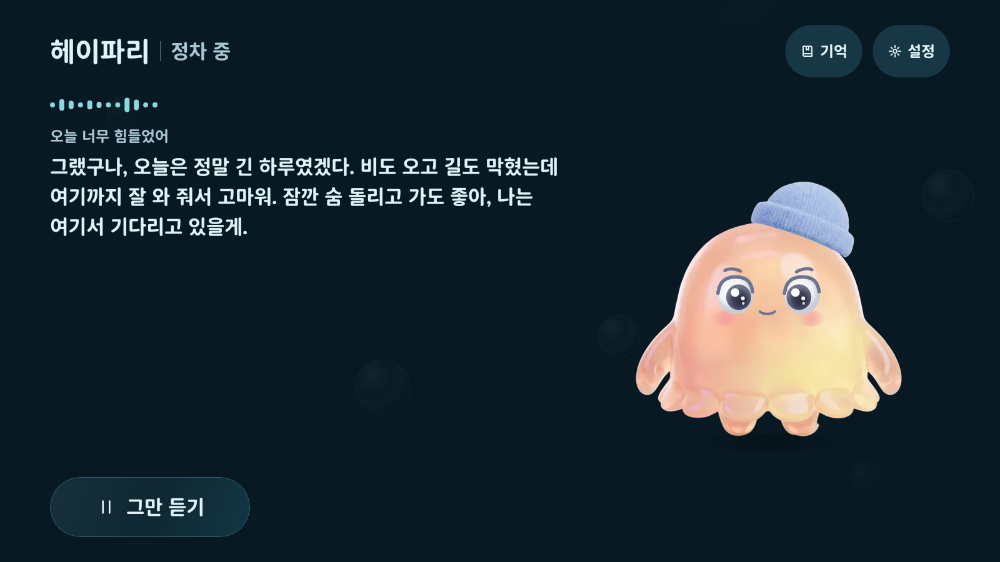 헤이파리
정차 중
기억
설정
오늘 너무 힘들었어
그랬구나, 오늘은 정말 긴 하루였겠다. 비도 오고 길도 막혔는데
여기까지 잘 와 줘서 고마워. 잠깐 숨 돌리고 가도 좋아, 나는
여기서 기다리고 있을게.
그만 듣기